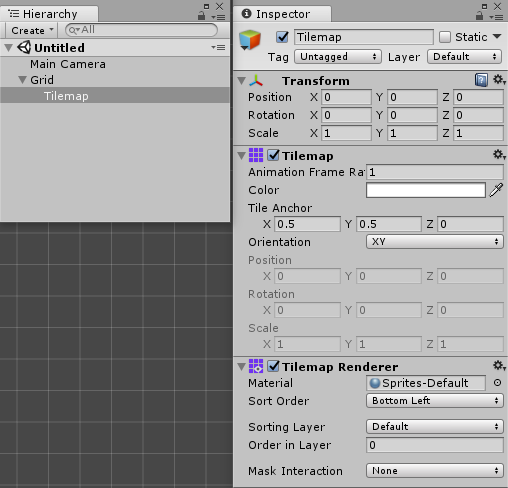 Hierarchy
Create
All
Untitled
Main Camera
Grid
Tilemap
Inspector
Tilemap Static
Tag Untagged Layer Default
Transform
Position X 0 Y 0 Z 0
Rotation X 0 Y 0 Z 0
Scale X 1 Y 1 Z 1
Tilemap
Animation Frame Ra 1
Color
Tile Anchor
X 0.5 Y 0.5 Z 0
Orientation XY
Position
X 0 Y 0 Z 0
Rotation
X 0 Y 0 Z 0
Scale
X 1 Y 1 Z 1
Tilemap Renderer
Material Sprites-Default
Sort Order Bottom Left
Sorting Layer Default
Order in Layer 0
Mask Interaction None